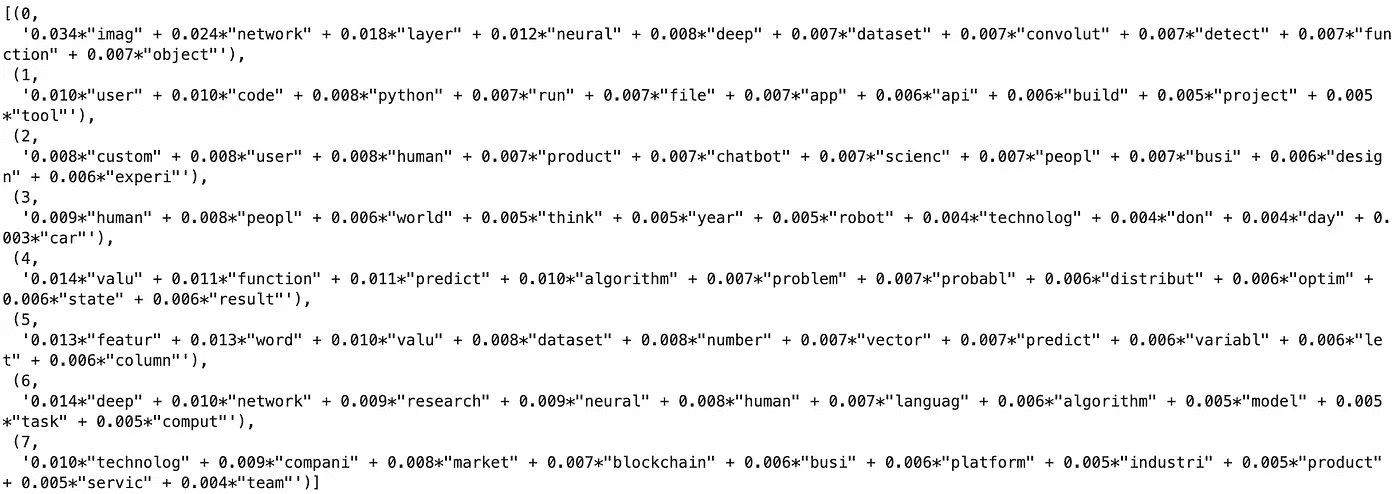 [(0,
'0.034*"imag" + 0.024*"network" + 0.018*"layer" + 0.012*"neural" + 0.008*"deep" + 0.007*"dataset" + 0.007*"convolut" + 0.007*"detect" + 0.007*"fun
ction" + 0.007*"object"'),
(1,
'0.010*"user" + 0.010*"code" + 0.008*"python" + 0.007*"run" + 0.007*"file" + 0.007*"app" + 0.006*"api" + 0.006*"build" + 0.005*"project" + 0.005
*"tool"'),
(2,
'0.008*"custom" + 0.008*"user" + 0.008*"human" + 0.007*"product" + 0.007*"chatbot" + 0.007*"scienc" + 0.007*"peopl" + 0.007*"busi" + 0.006*"desig
n" + 0.006*"experi"'),
(3,
'0.009*"human" + 0.008*"peopl" + 0.006*"world" + 0.005*"think" + 0.005*"year" + 0.005*"robot" + 0.004*"technolog" + 0.004*"don" + 0.004*"day" + 0.
003*"car"'),
(4,
'0.014*"valu" + 0.011*"function" + 0.011*"predict" + 0.010*"algorithm" + 0.007*"problem" + 0.007*"probabl" + 0.006*"distribut" + 0.006*"optim" +
0.006*"state" + 0.006*"result"'),
(5,
'0.013*"featur" + 0.013*"word" + 0.010*"valu" + 0.008*"dataset" + 0.008*"number" + 0.007*"vector" + 0.007*"predict" + 0.006*"variabl" + 0.006*"le
t" + 0.006*"column"'),
(6,
'0.014*"deep" + 0.010*"network" + 0.009*"research" + 0.009*"neural" + 0.008*"human" + 0.007*"languag" + 0.006*"algorithm" + 0.005*"model" + 0.005
*"task" + 0.005*"comput"'),
(7,
'0.010*"technolog" + 0.009*"compani" + 0.008*"market" + 0.007*"blockchain" + 0.006*"busi" + 0.006*"platform" + 0.005*"industri" + 0.005*"product"
+ 0.005*"servic" + 0.004*"team"')]